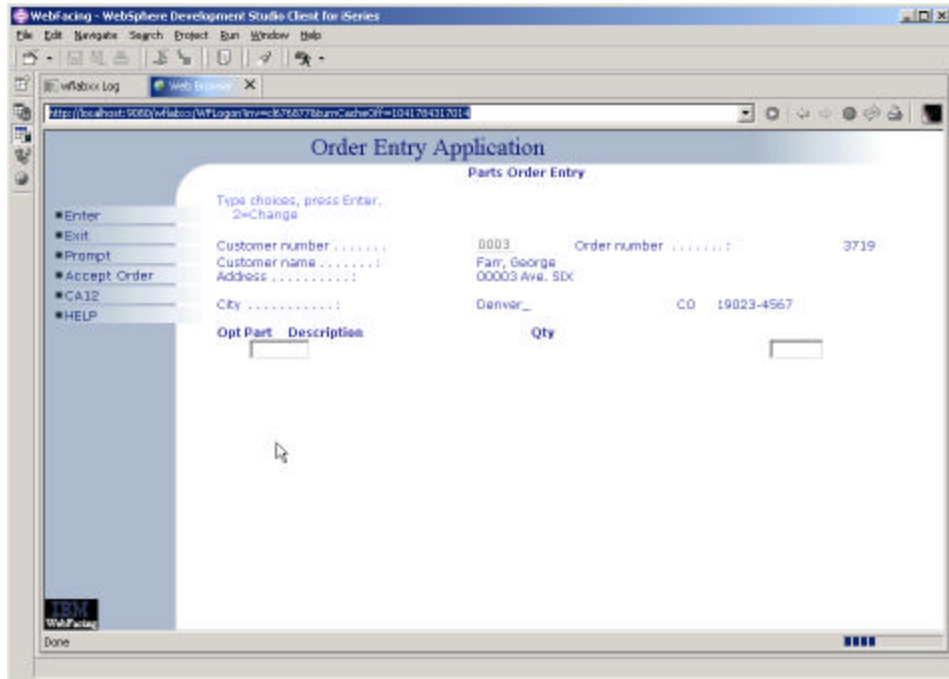 WebFacing - WebSphere Development Studio Client for iSeries
File Edit Navigate Search Project Run Window Help
wflabxx Log Web Browser
Order Entry Application
Parts Order Entry
Type choices, press Enter.
2=Change
Enter
Exit
Prompt
Accept Order
CA12
HELP
Customer number . . . . . . . 0003 Order number . . . . . . . : 3719
Customer name . . . . . . . : Farr, George
Address . . . . . . . . . . . : 00003 Ave. SIX
City . . . . . . . . . . . . : Denver_ CO 19023-4567
Opt Part Description Qty
IBM
WebFacing
Done